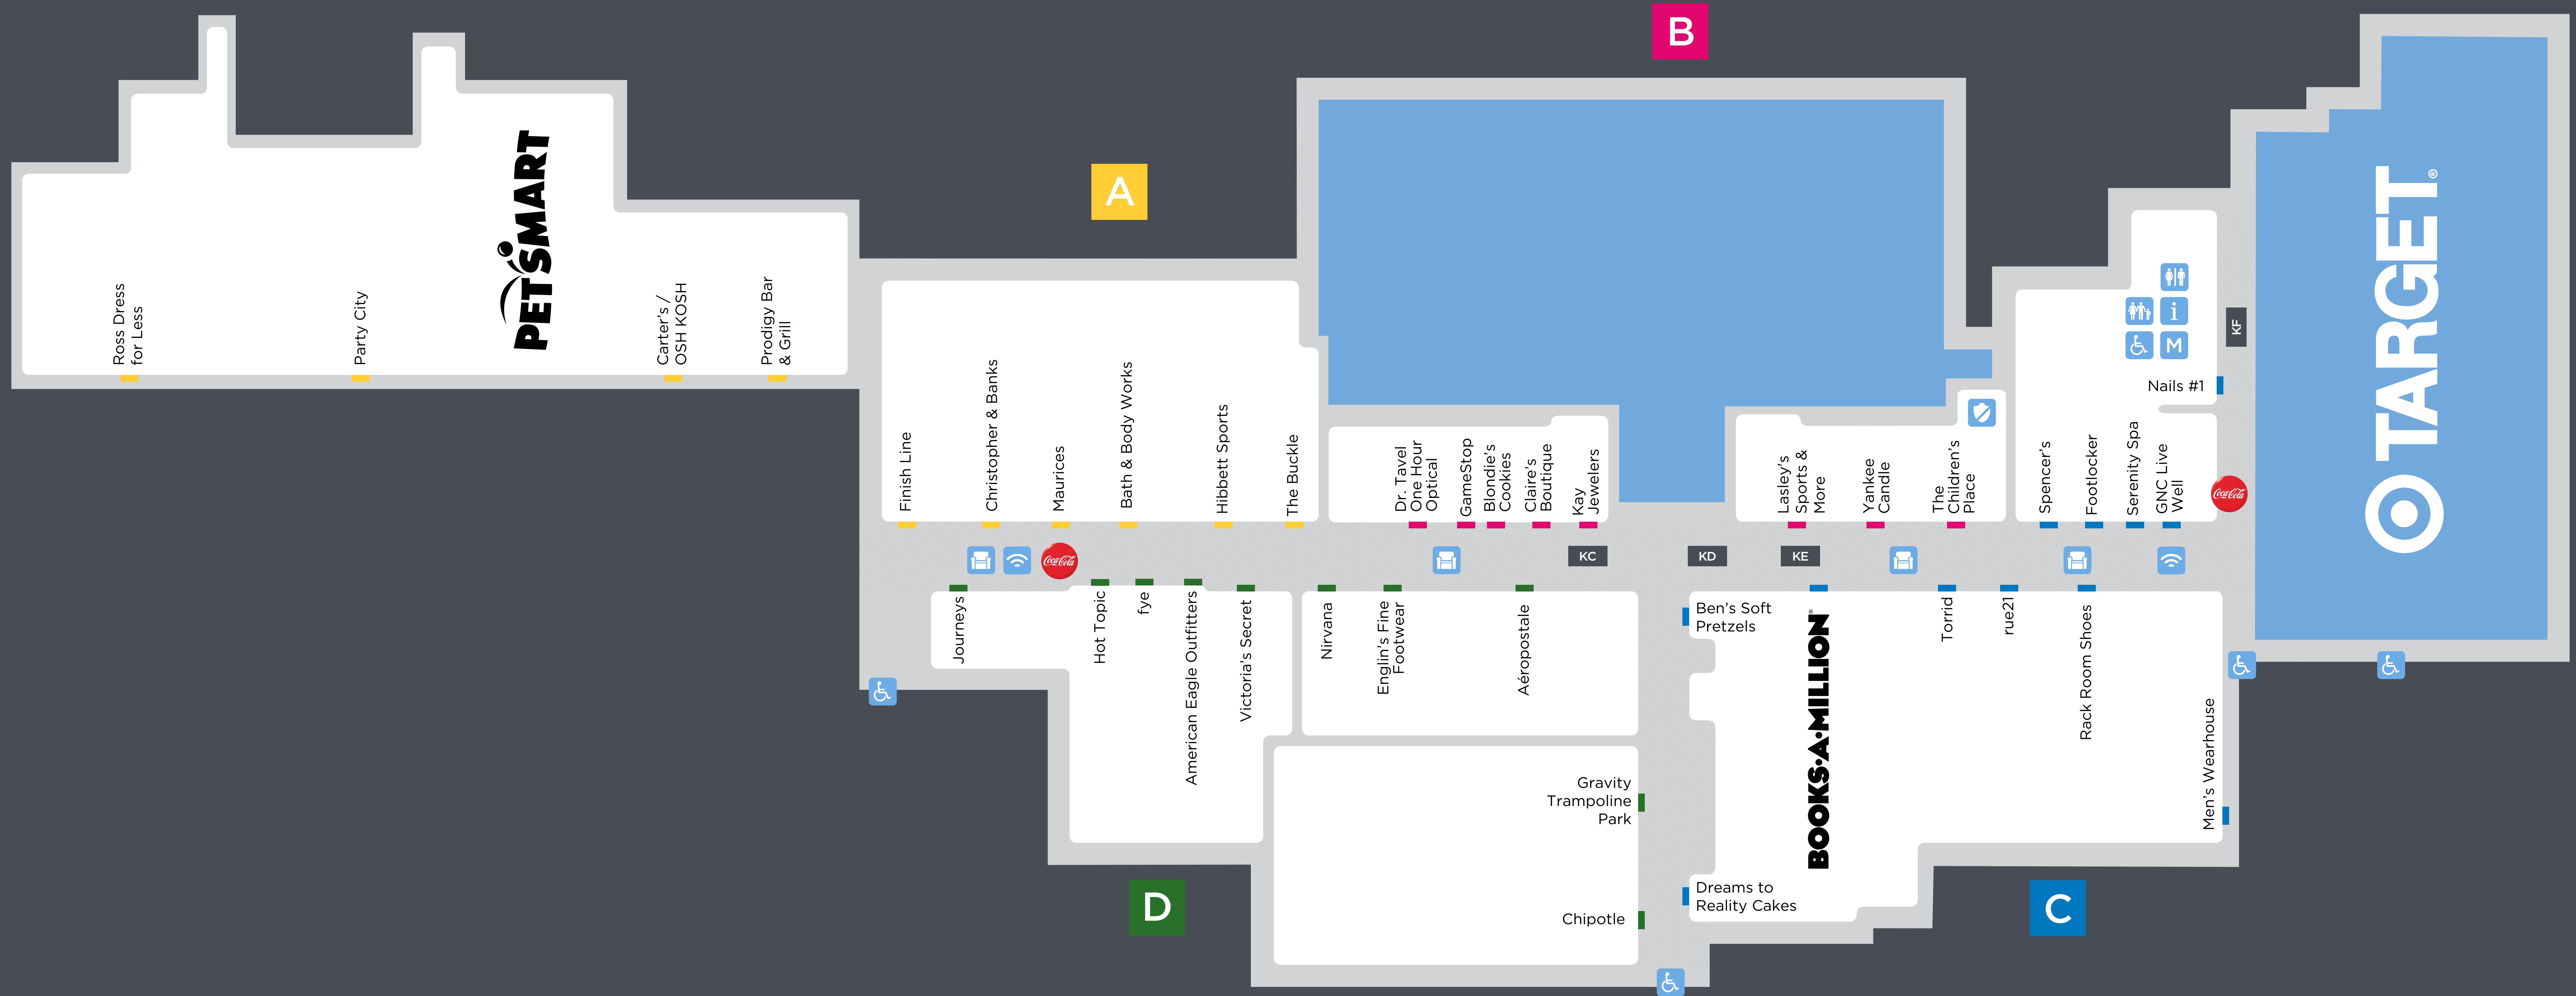 B
A
PETSMART
TARGET®
Ross Dress
for Less
Party City
Carter's /
OSH KOSH
Prodigy Bar
& Grill
Finish Line
Christopher & Banks
Maurices
Bath & Body Works
Hibbett Sports
The Buckle
Dr. Tavel
One Hour
Optical
GameStop
Blondie's
Cookies
Claire's
Boutique
Kay
Jewelers
Lasley's
Sports &
More
Yankee
Candle
The
Children's
Place
Spencer's
Footlocker
Serenity Spa
GNC Live
Well
i
M
KF
Nails #1
Coca-Cola
Coca-Cola
KC
KD
KE
Journeys
Hot Topic
fye
American Eagle Outfitters
Victoria's Secret
Nirvana
Englin's Fine
Footwear
Aéropostale
Ben's Soft
Pretzels
BOOKS·A·MILLION®
Torrid
rue21
Rack Room Shoes
Men's Wearhouse
Gravity
Trampoline
Park
Chipotle
Dreams to
Reality Cakes
D
C